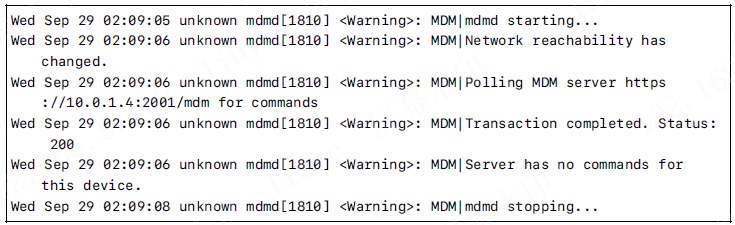 Wed Sep 29 02:09:05 unknown mdmd[1810] <Warning>: MDM|mdmd starting...
Wed Sep 29 02:09:06 unknown mdmd[1810] <Warning>: MDM|Network reachability has
changed.
Wed Sep 29 02:09:06 unknown mdmd[1810] <Warning>: MDM|Polling MDM server https
://10.0.1.4:2001/mdm for commands
Wed Sep 29 02:09:06 unknown mdmd[1810] <Warning>: MDM|Transaction completed. Status:
200
Wed Sep 29 02:09:06 unknown mdmd[1810] <Warning>: MDM|Server has no commands for
this device.
Wed Sep 29 02:09:08 unknown mdmd[1810] <Warning>: MDM|mdmd stopping...